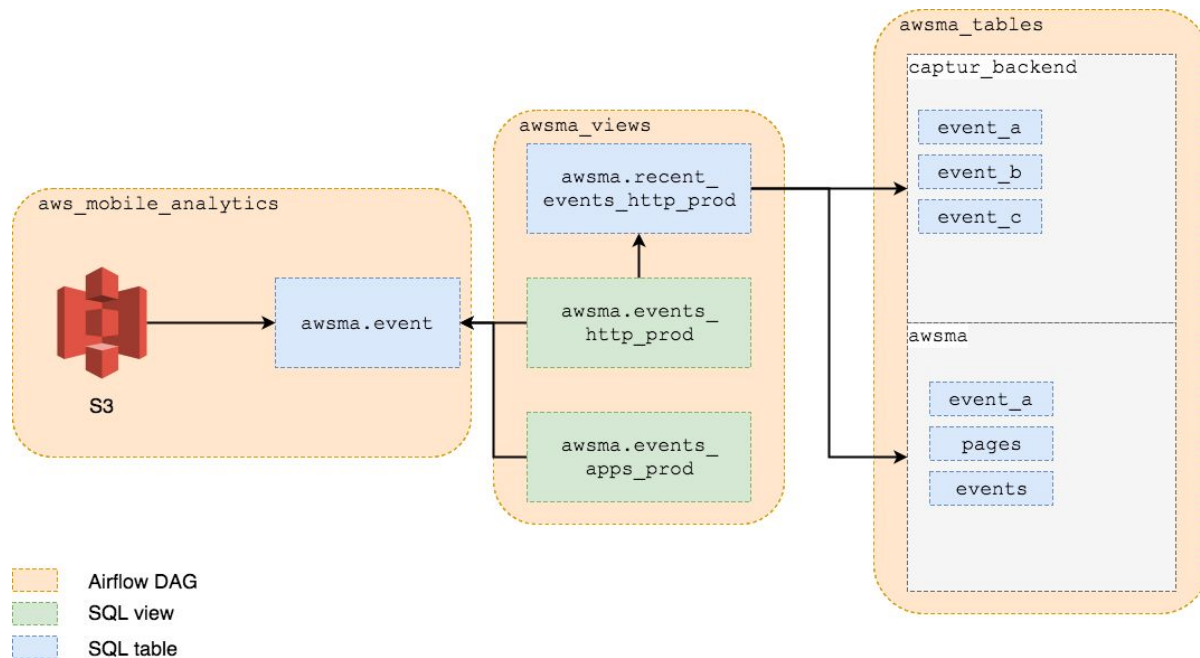 aws_mobile_analytics
S3
awsma.event
awsma_views
awsma.recent_
events_http_prod
awsma.events_
http_prod
awsma.events_
apps_prod
awsma_tables
captur_backend
event_a
event_b
event_c
awsma
event_a
pages
events
Airflow DAG
SQL view
SQL table